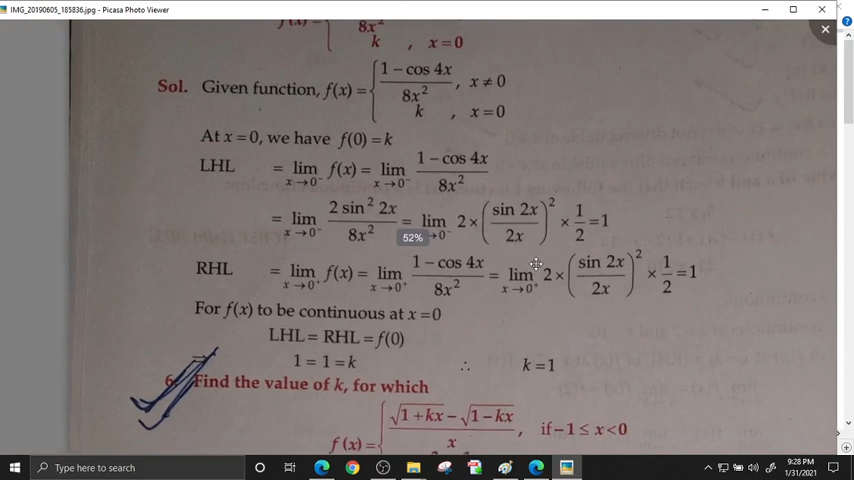 IMG_20190605_185836.jpg - Picasa Photo Viewer
8x²
k , x=0
Sol. Given function, f(x) = { (1 − cos 4x)/(8x²) , x ≠ 0
k , x = 0
At x = 0, we have f(0) = k
LHL = lim x→0⁻ f(x) = lim x→0⁻ (1 − cos 4x)/(8x²)
= lim x→0⁻ (2 sin² 2x)/(8x²) = lim x→0⁻ 2 × (sin 2x / 2x)² × 1/2 = 1
52%
RHL = lim x→0⁺ f(x) = lim x→0⁺ (1 − cos 4x)/(8x²) = lim x→0⁺ 2 × (sin 2x / 2x)² × 1/2 = 1
For f(x) to be continuous at x = 0
LHL = RHL = f(0)
1 = 1 = k ∴ k = 1
6. Find the value of k, for which
f(x) = { (√(1 + kx) − √(1 − kx))/x , if −1 ≤ x < 0
Type here to search
9:28 PM
1/31/2021